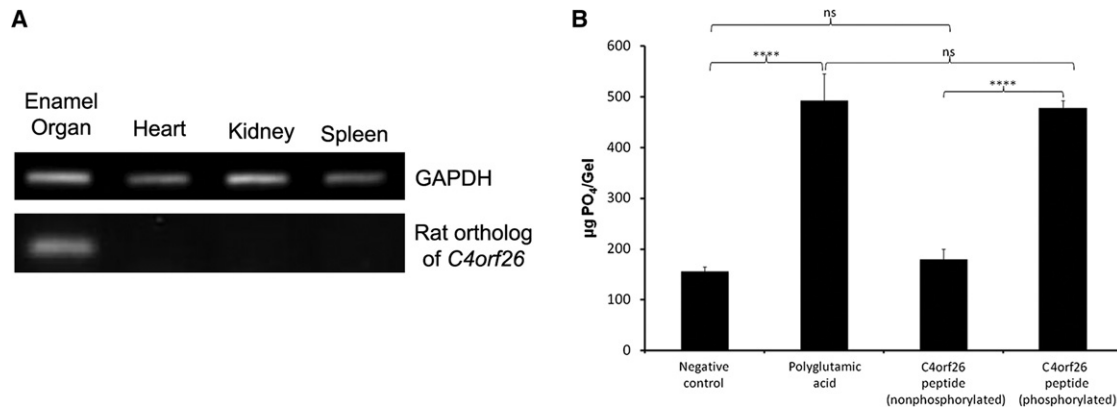 A
Enamel
Organ
Heart
Kidney
Spleen
GAPDH
Rat ortholog
of C4orf26
B
ns
****
ns
****
600
500
400
300
200
100
0
µg PO₄/Gel
Negative
control
Polyglutamic
acid
C4orf26
peptide
(nonphosphorylated)
C4orf26
peptide
(phosphorylated)